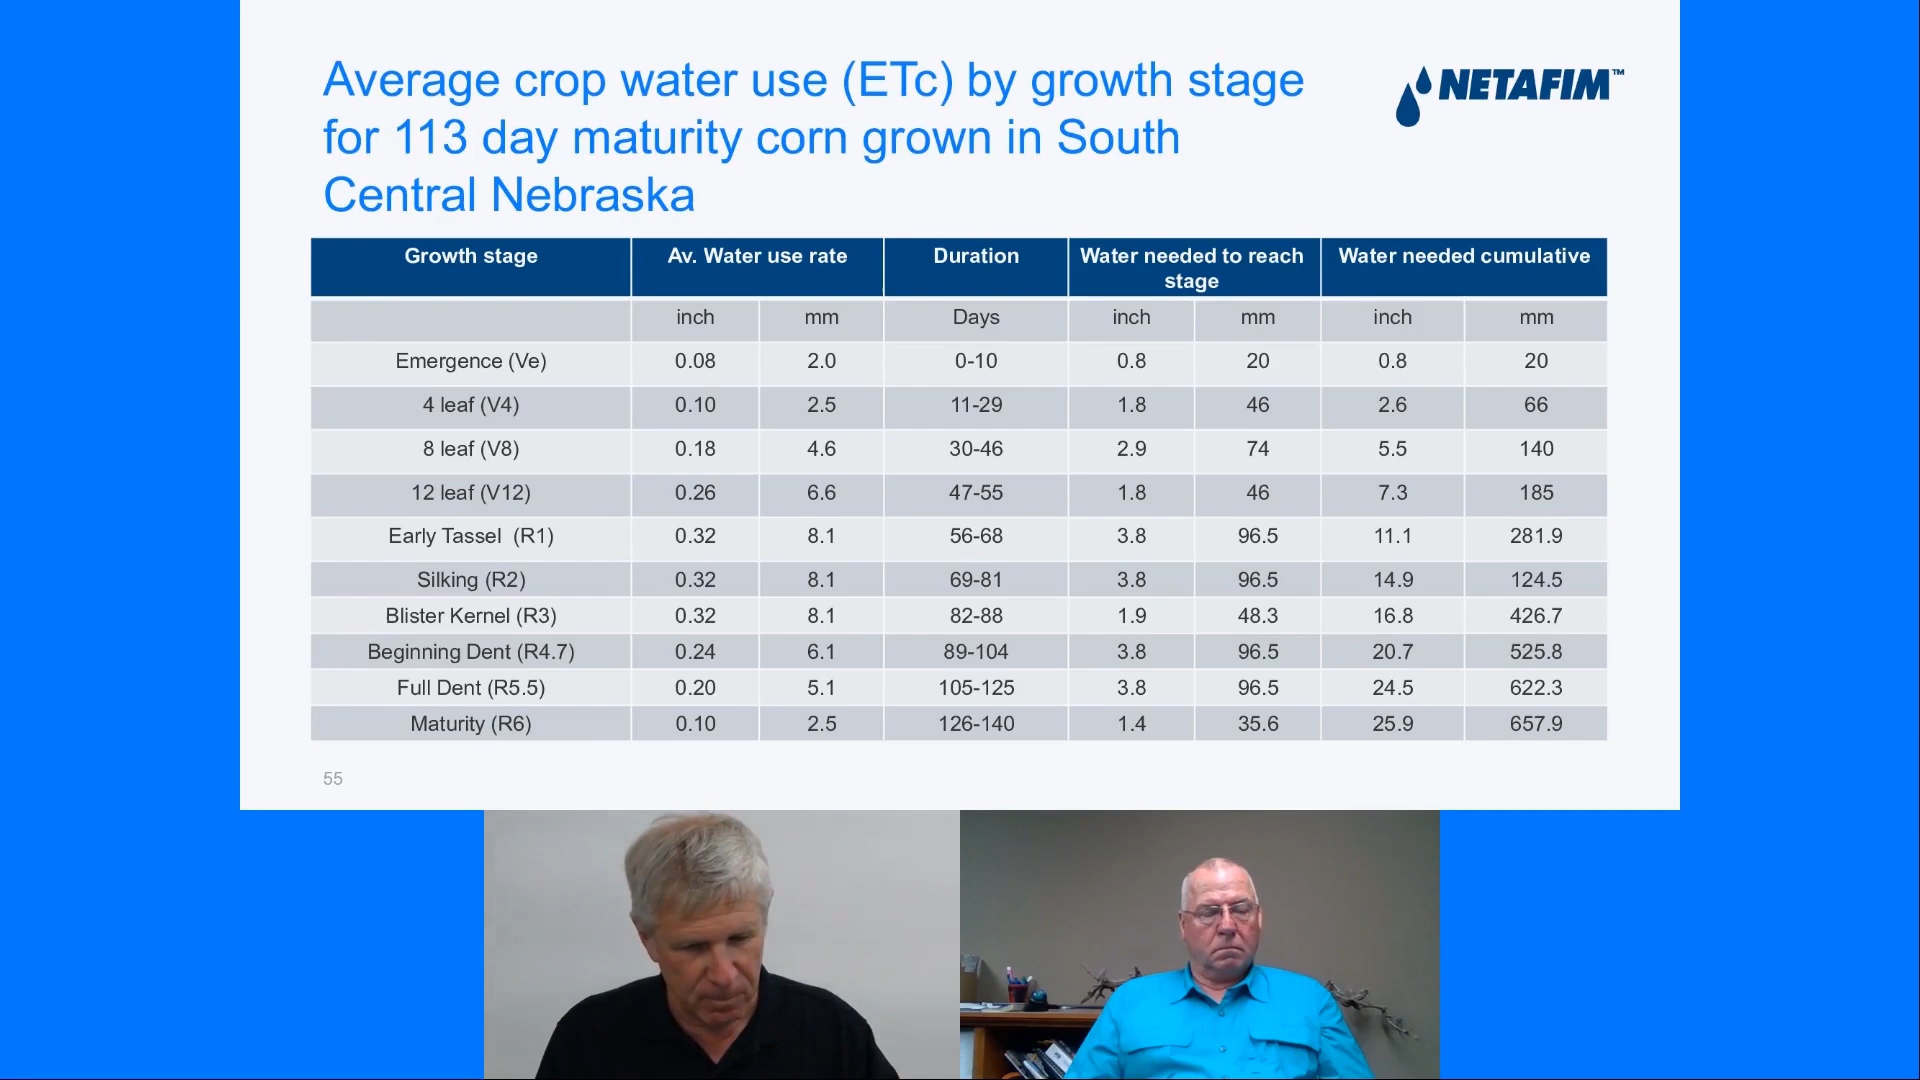 Average crop water use (ETc) by growth stage
for 113 day maturity corn grown in South
Central Nebraska
NETAFIM™
Growth stage Av. Water use rate Duration Water needed to reach stage Water needed cumulative
inch mm Days inch mm inch mm
Emergence (Ve) 0.08 2.0 0-10 0.8 20 0.8 20
4 leaf (V4) 0.10 2.5 11-29 1.8 46 2.6 66
8 leaf (V8) 0.18 4.6 30-46 2.9 74 5.5 140
12 leaf (V12) 0.26 6.6 47-55 1.8 46 7.3 185
Early Tassel (R1) 0.32 8.1 56-68 3.8 96.5 11.1 281.9
Silking (R2) 0.32 8.1 69-81 3.8 96.5 14.9 124.5
Blister Kernel (R3) 0.32 8.1 82-88 1.9 48.3 16.8 426.7
Beginning Dent (R4.7) 0.24 6.1 89-104 3.8 96.5 20.7 525.8
Full Dent (R5.5) 0.20 5.1 105-125 3.8 96.5 24.5 622.3
Maturity (R6) 0.10 2.5 126-140 1.4 35.6 25.9 657.9
55